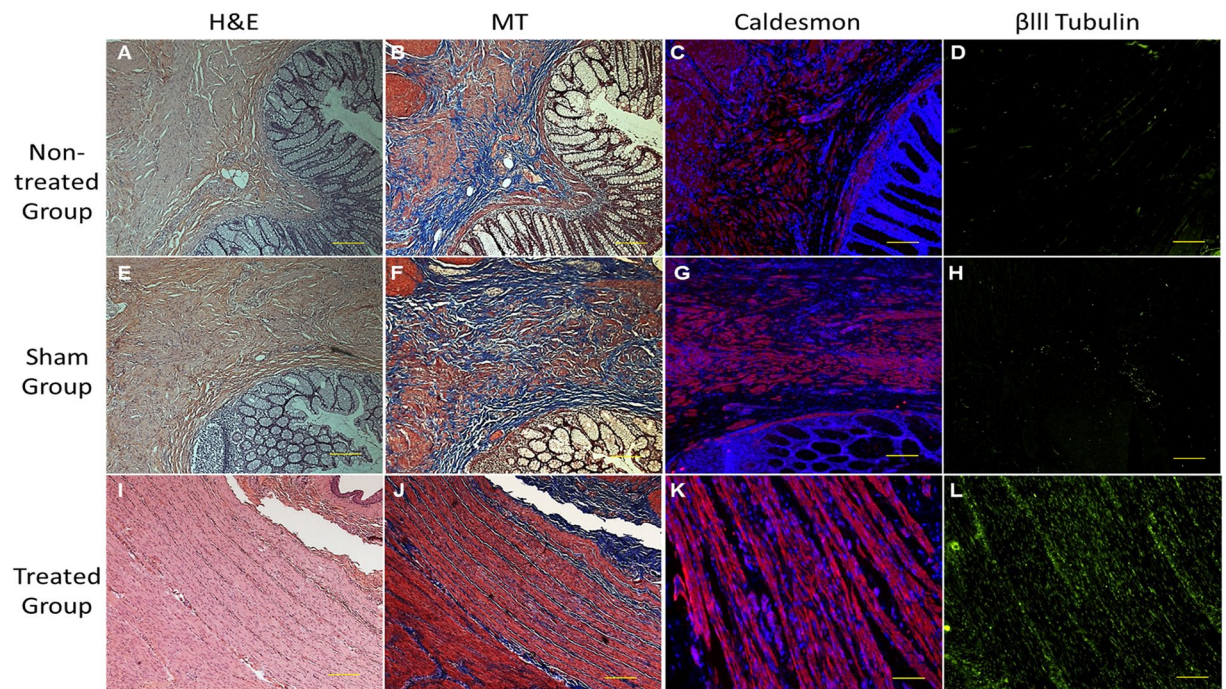 H&E MT Caldesmon βIII Tubulin
A B C D
Non-
treated
Group
E F G H
Sham
Group
I J K L
Treated
Group